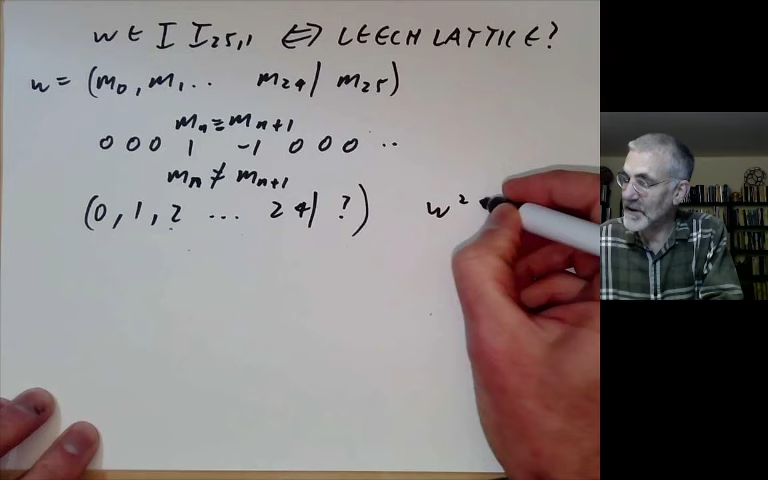 w ∈ I I 25,1 ⇔ LEECH LATTICE?
w = (m0, m1.. m24 | m25)
mn = mn+1
0 0 0 1 -1 0 0 0 ..
mn ≠ mn+1
(0, 1, 2 ... 24 | ?) w²